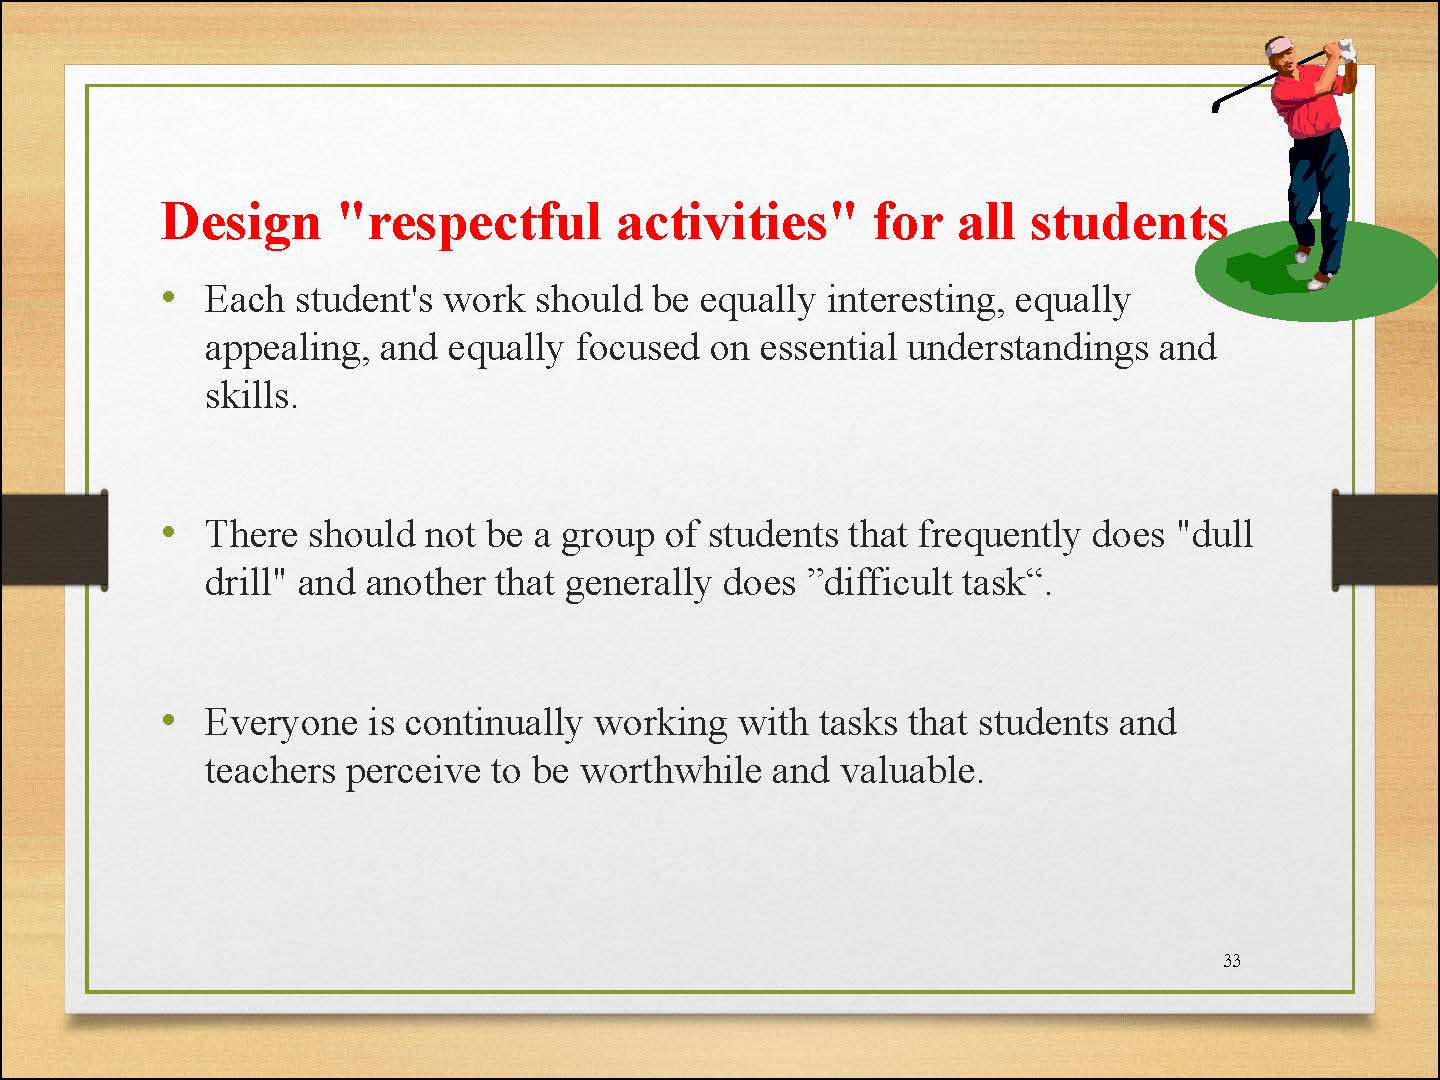 Design "respectful activities" for all students
• Each student's work should be equally interesting, equally
appealing, and equally focused on essential understandings and
skills.
• There should not be a group of students that frequently does "dull
drill" and another that generally does ”difficult task“.
• Everyone is continually working with tasks that students and
teachers perceive to be worthwhile and valuable.
33